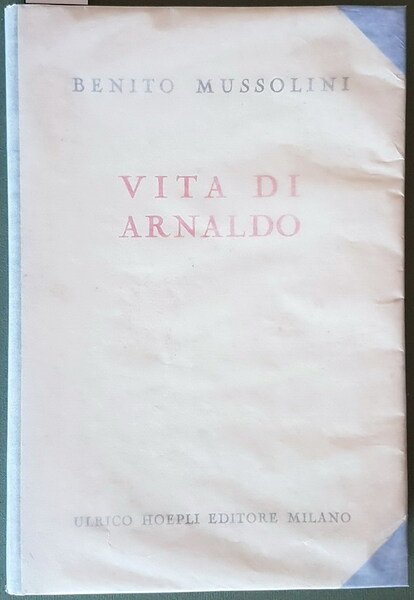 BENITO MUSSOLINI
VITA DI
ARNALDO
ULRICO HOEPLI EDITORE MILANO